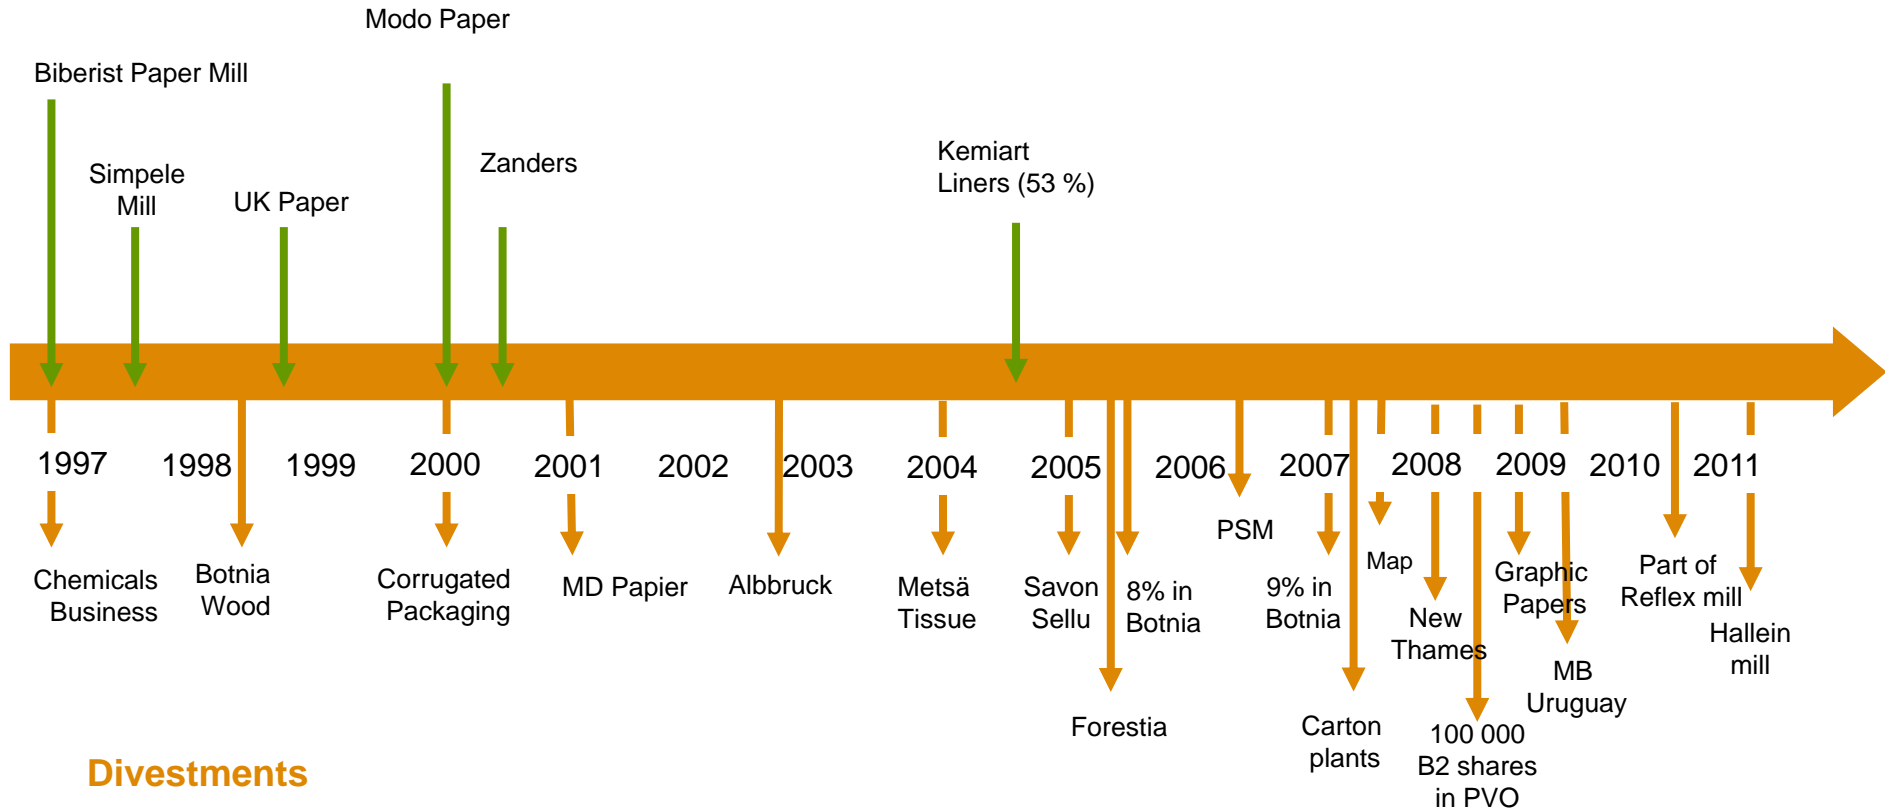 Modo Paper
Biberist Paper Mill
Simpele
Mill
UK Paper
Zanders
Kemiart
Liners (53 %)
1997
1998
1999
2000
2001
2002
2003
2004
2005
2006
2007
2008
2009
2010
2011
Chemicals
Business
Botnia
Wood
Corrugated
Packaging
MD Papier
Albbruck
Metsä
Tissue
Savon
Sellu
Forestia
8% in
Botnia
PSM
9% in
Botnia
Carton
plants
Map
New
Thames
100 000
B2 shares
in PVO
Graphic
Papers
MB
Uruguay
Part of
Reflex mill
Hallein
mill
Divestments